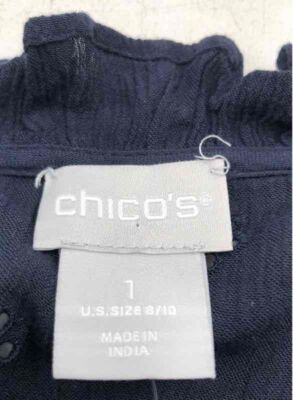 chico's®
1
U.S. SIZE 8/10
MADE IN
INDIA